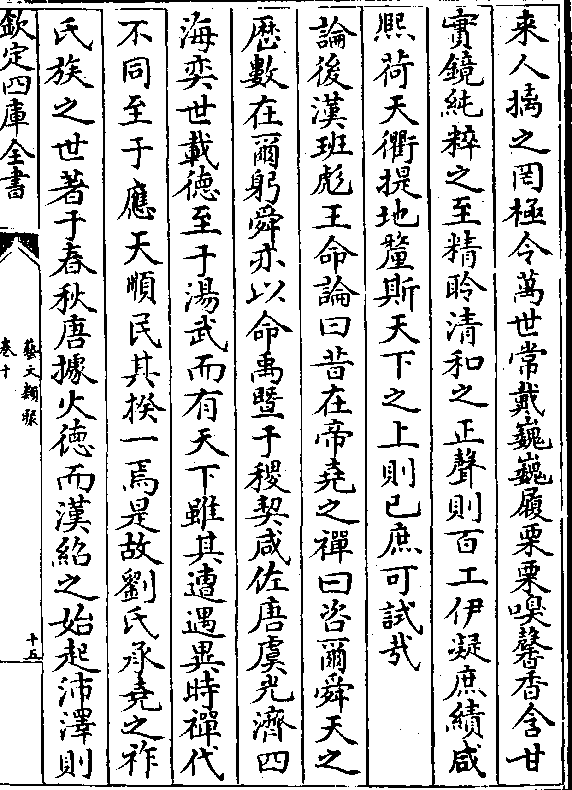 来人摛之罔極令萬世常戴巍巍履栗栗嗅馨香含甘
實鏡純粹之至精聆清和之正聲則百工伊凝庶績咸
熙荷天衢提地釐斯天下之上則已庶可試哉
論後漢班彪王命論曰昔在帝堯之禪曰咨爾舜天之
歴數在爾躬舜亦以命禹暨于稷契咸佐唐虞光濟四
海奕世載德至于湯武而有天下雖其遭遇異時禪代
不同至于應天順民其揆一焉是故劉氏承堯之祚
氏族之世著于春秋唐據火德而漢紹之始起沛澤則
欽定四庫全書
藝文類聚
卷十
十五